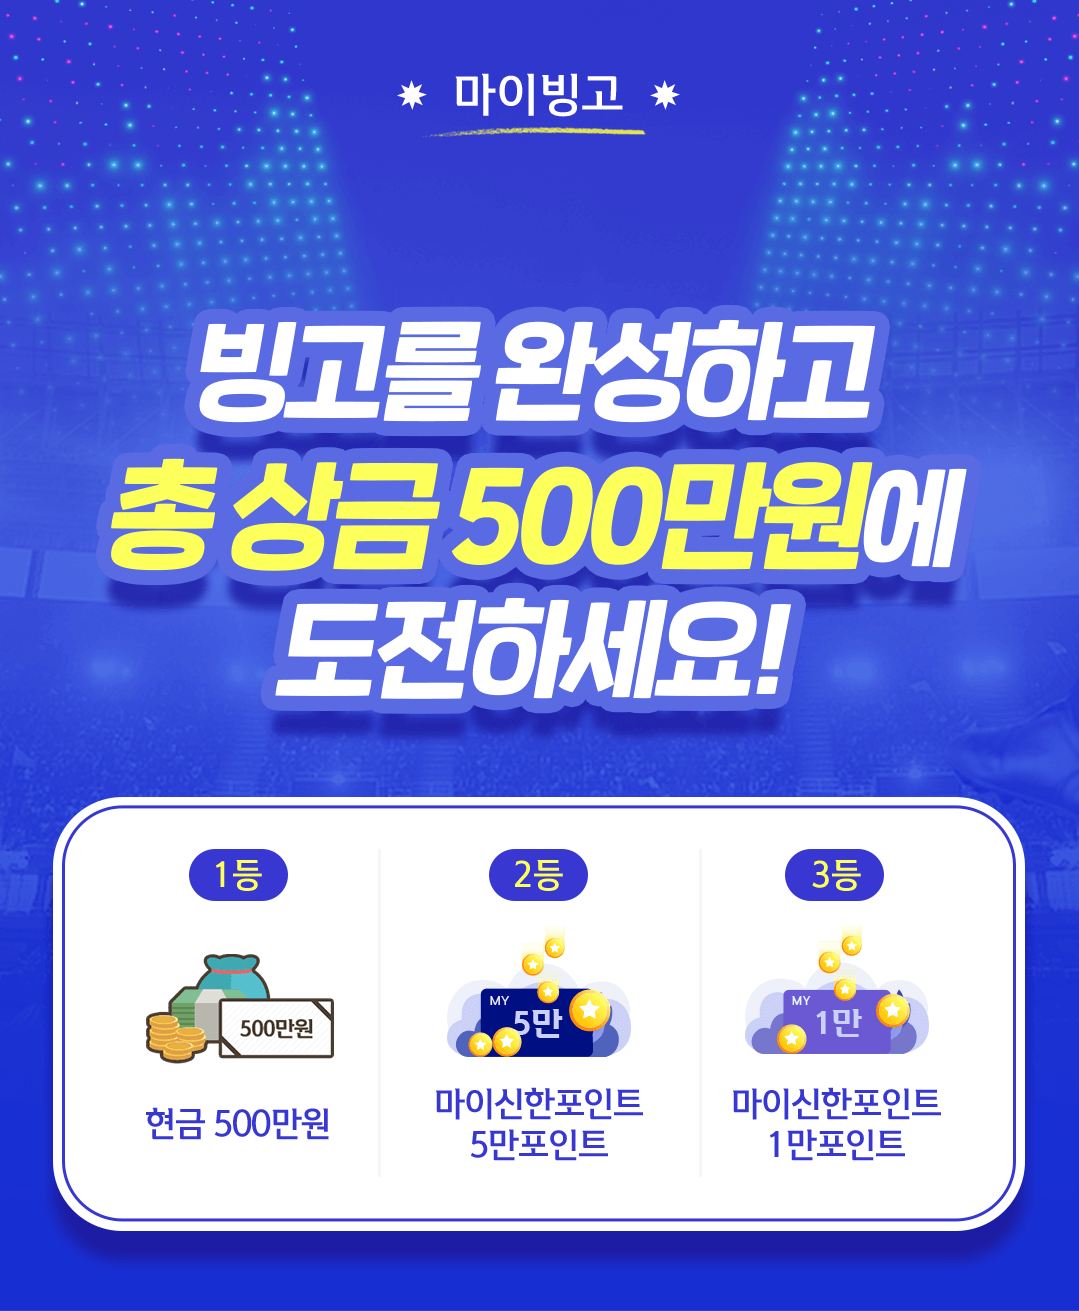 마이빙고
빙고를 완성하고
총 상금 500만원에
도전하세요!
1등
2등
3등
500만원
MY
5만
MY
1만
현금 500만원
마이신한포인트
5만포인트
마이신한포인트
1만포인트